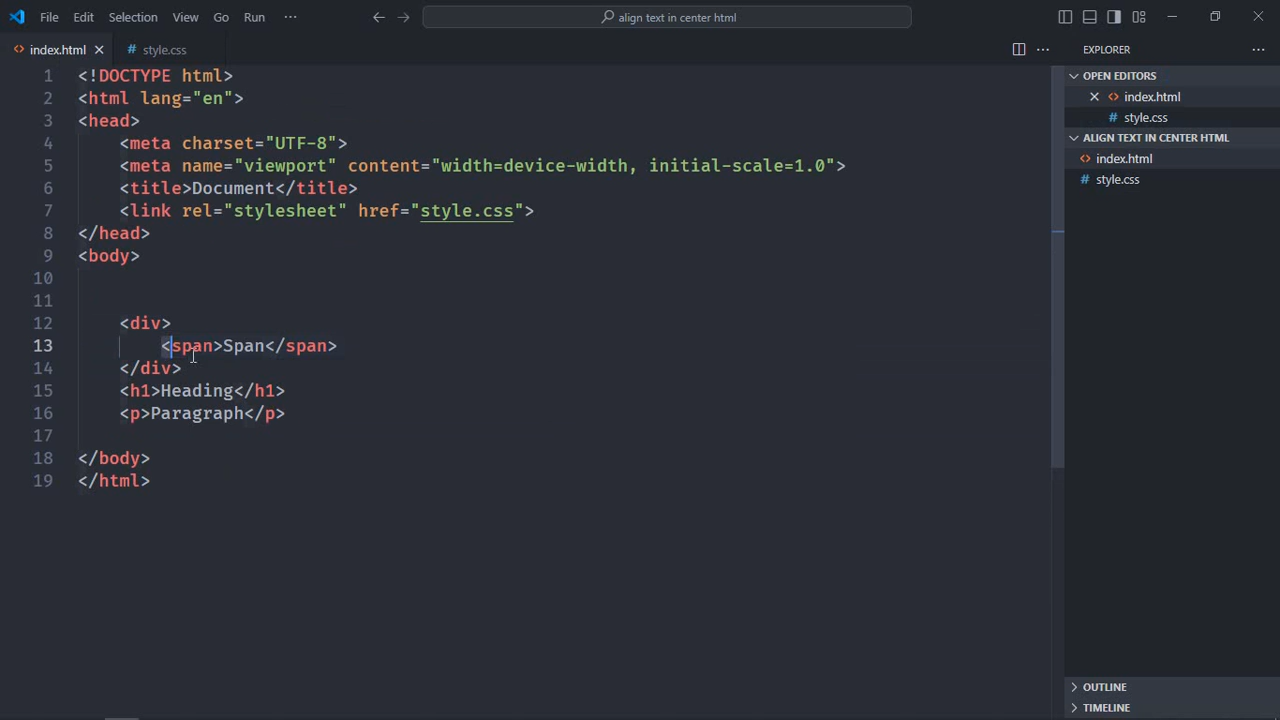 File Edit Selection View Go Run ··· align text in center html
index.html style.css
1 <!DOCTYPE html>
2 <html lang="en">
3 <head>
4 <meta charset="UTF-8">
5 <meta name="viewport" content="width=device-width, initial-scale=1.0">
6 <title>Document</title>
7 <link rel="stylesheet" href="style.css">
8 </head>
9 <body>
10
11
12 <div>
13 <span>Span</span>
14 </div>
15 <h1>Heading</h1>
16 <p>Paragraph</p>
17
18 </body>
19 </html>
EXPLORER
OPEN EDITORS
index.html
# style.css
ALIGN TEXT IN CENTER HTML
index.html
# style.css
OUTLINE
TIMELINE